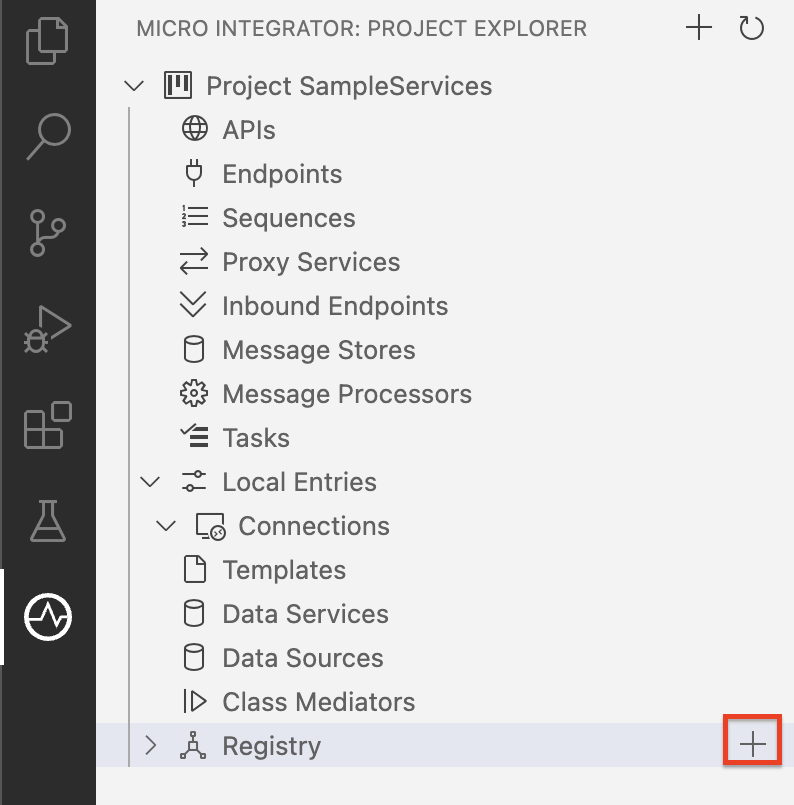 MICRO INTEGRATOR: PROJECT EXPLORER
Project SampleServices
APIs
Endpoints
Sequences
Proxy Services
Inbound Endpoints
Message Stores
Message Processors
Tasks
Local Entries
Connections
Templates
Data Services
Data Sources
Class Mediators
Registry